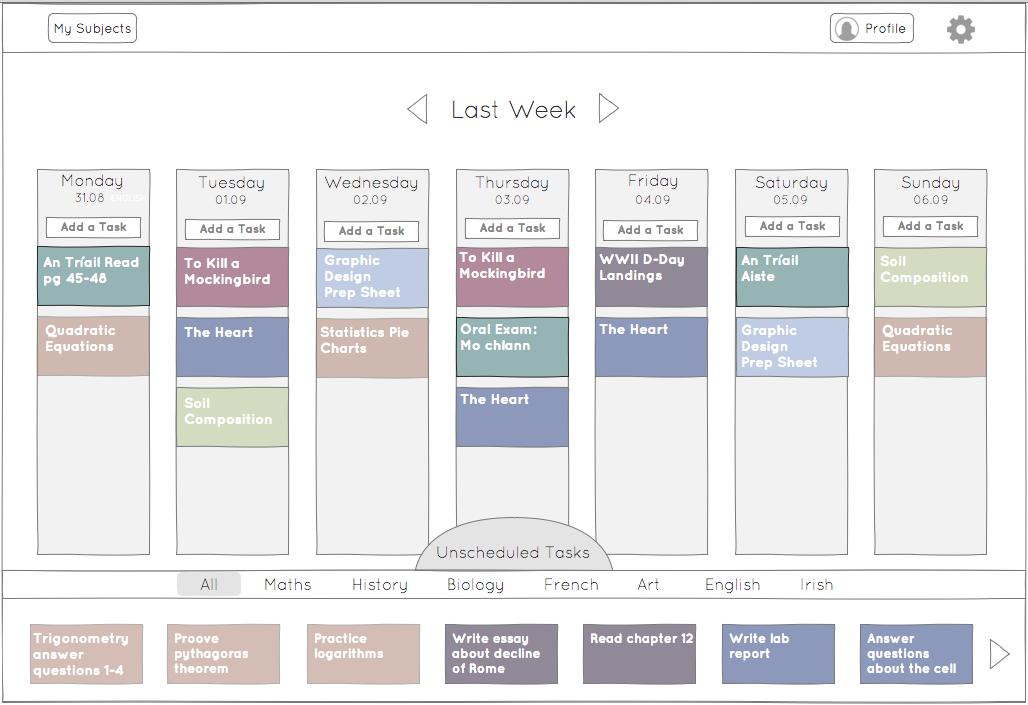 My Subjects
Profile
Last Week
Monday
31.08
ENGLISH
Add a Task
An Tríail Read
pg 45-48
Quadratic
Equations
Tuesday
01.09
Add a Task
To Kill a
Mockingbird
The Heart
Soil
Composition
Wednesday
02.09
Add a Task
Graphic
Design
Prep Sheet
Statistics Pie
Charts
Thursday
03.09
Add a Task
To Kill a
Mockingbird
Oral Exam:
Mo chlann
The Heart
Friday
04.09
Add a Task
WWII D-Day
Landings
The Heart
Saturday
05.09
Add a Task
An Tríail
Aiste
Graphic
Design
Prep Sheet
Sunday
06.09
Add a Task
Soil
Composition
Quadratic
Equations
Unscheduled Tasks
All Maths History Biology French Art English Irish
Trigonometry
answer
questions 1-4
Proove
pythagoras
theorem
Practice
logarithms
Write essay
about decline
of Rome
Read chapter 12
Write lab
report
Answer
questions
about the cell